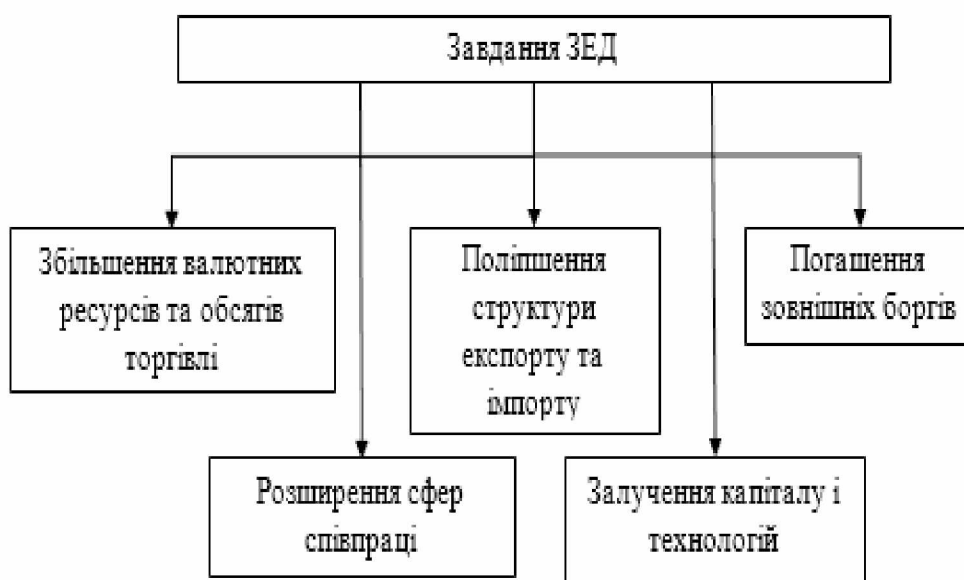 Завдання ЗЕД
Збільшення валютних
ресурсів та обсягів
торгівлі
Поліпшення
структури
експорту та
імпорту
Погашення
зовнішніх боргів
Розширення сфер
співпраці
Залучення капіталу і
технологій